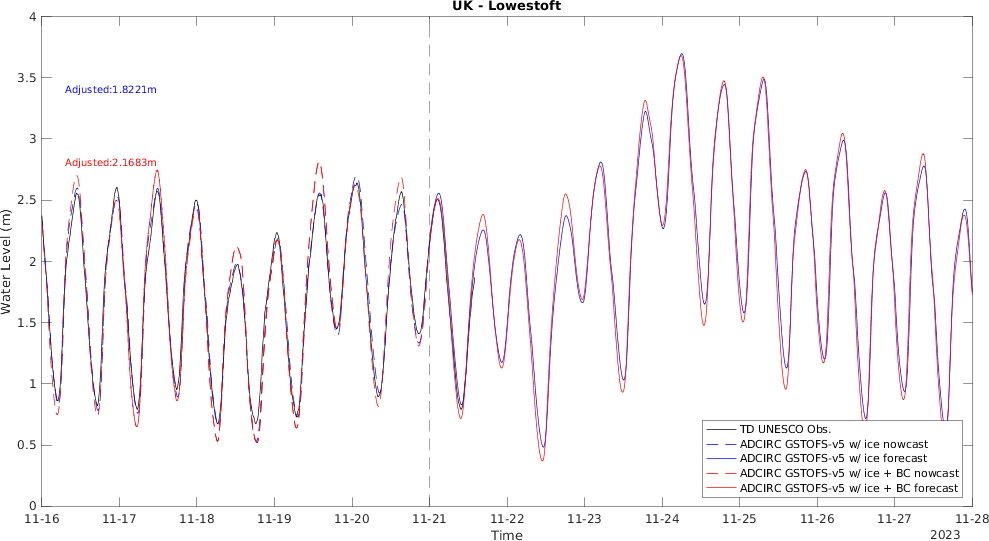 UK - Lowestoft
4
3.5
3
2.5
2
1.5
1
0.5
0
Water Level (m)
Adjusted:1.8221m
Adjusted:2.1683m
TD UNESCO Obs.
ADCIRC GSTOFS-v5 w/ ice nowcast
ADCIRC GSTOFS-v5 w/ ice forecast
ADCIRC GSTOFS-v5 w/ ice + BC nowcast
ADCIRC GSTOFS-v5 w/ ice + BC forecast
11-16 11-17 11-18 11-19 11-20 11-21 11-22 11-23 11-24 11-25 11-26 11-27 11-28
Time
2023